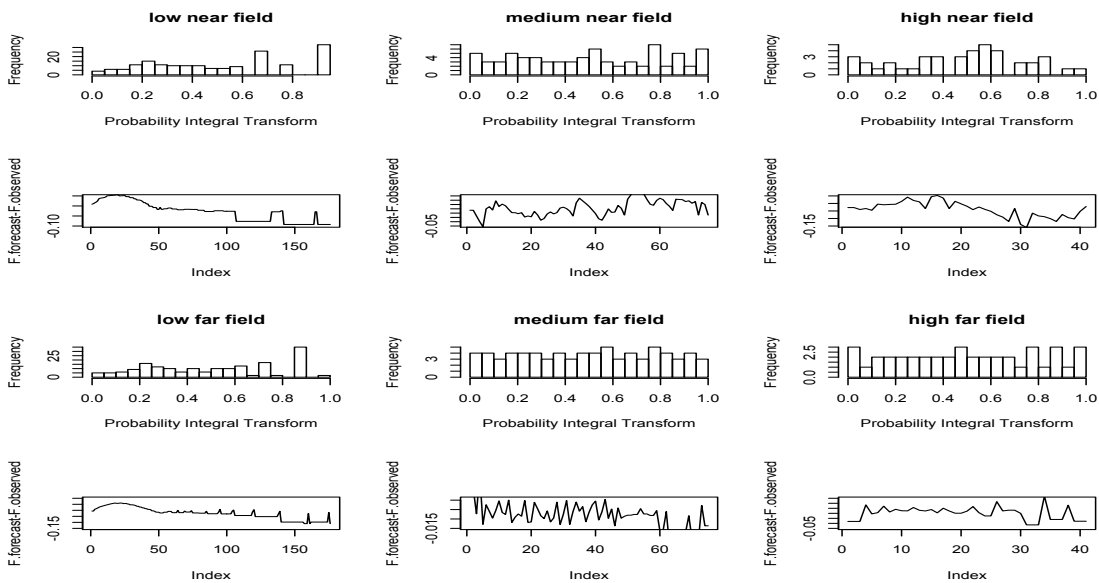 low near field
medium near field
high near field
Frequency
0 20
0.0 0.2 0.4 0.6 0.8
Probability Integral Transform
Frequency
0 4
0.0 0.2 0.4 0.6 0.8 1.0
Probability Integral Transform
Frequency
0 3
0.0 0.2 0.4 0.6 0.8 1.0
Probability Integral Transform
F.forecast-F.observed
-0.10
0 50 100 150
Index
F.forecast-F.observed
-0.05
0 20 40 60
Index
F.forecast-F.observed
-0.15
0 10 20 30 40
Index
low far field
medium far field
high far field
Frequency
0 25
0.0 0.2 0.4 0.6 0.8 1.0
Probability Integral Transform
Frequency
0 3
0.0 0.2 0.4 0.6 0.8 1.0
Probability Integral Transform
Frequency
0.0 2.5
0.0 0.2 0.4 0.6 0.8 1.0
Probability Integral Transform
F.forecast-F.observed
-0.15
0 50 100 150
Index
F.forecast-F.observed
-0.015
0 20 40 60
Index
F.forecast-F.observed
-0.05
0 10 20 30 40
Index